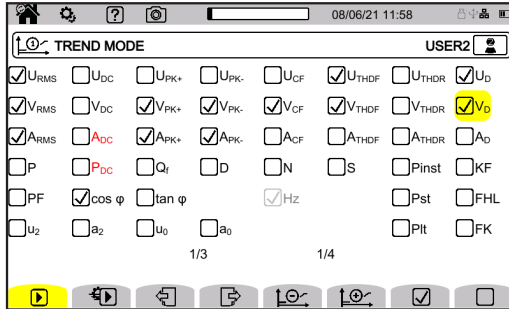 08/06/21 11:58
TREND MODE USER2
URMS UDC UPK+ UPK- UCF UTHDF UTHDR UD
VRMS VDC VPK+ VPK- VCF VTHDF VTHDR VD
ARMS ADC APK+ APK- ACF ATHDF ATHDR AD
P PDC Qf D N S Pinst KF
PF cos φ tan φ Hz Pst FHL
u2 a2 u0 a0 Plt FK
1/3 1/4